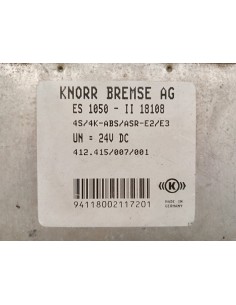 KNORR BREMSE AG
ES 1050 - II 18108
4S/4K-ABS/ASR-E2/E3
UN = 24V DC
412.415/007/001
K
MADE IN
GERMANY
94118002117201